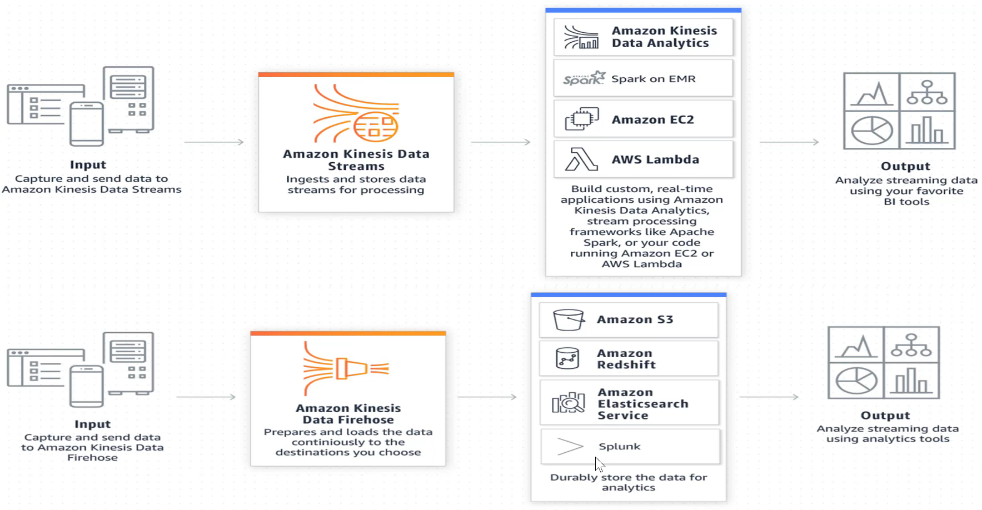 Input
Capture and send data to
Amazon Kinesis Data Streams
Amazon Kinesis Data
Streams
Ingests and stores data
streams for processing
Amazon Kinesis
Data Analytics
Spark
Spark on EMR
Amazon EC2
AWS Lambda
Build custom, real-time
applications using Amazon
Kinesis Data Analytics,
stream processing
frameworks like Apache
Spark, or your code
running Amazon EC2 or
AWS Lambda
Output
Analyze streaming data
using your favorite
BI tools
Input
Capture and send data
to Amazon Kinesis Data
Firehose
Amazon Kinesis
Data Firehose
Prepares and loads the data
continiously to the
destinations you choose
Amazon S3
Amazon
Redshift
Amazon
Elasticsearch
Service
Splunk
Durably store the data for
analytics
Output
Analyze streaming data
using analytics tools